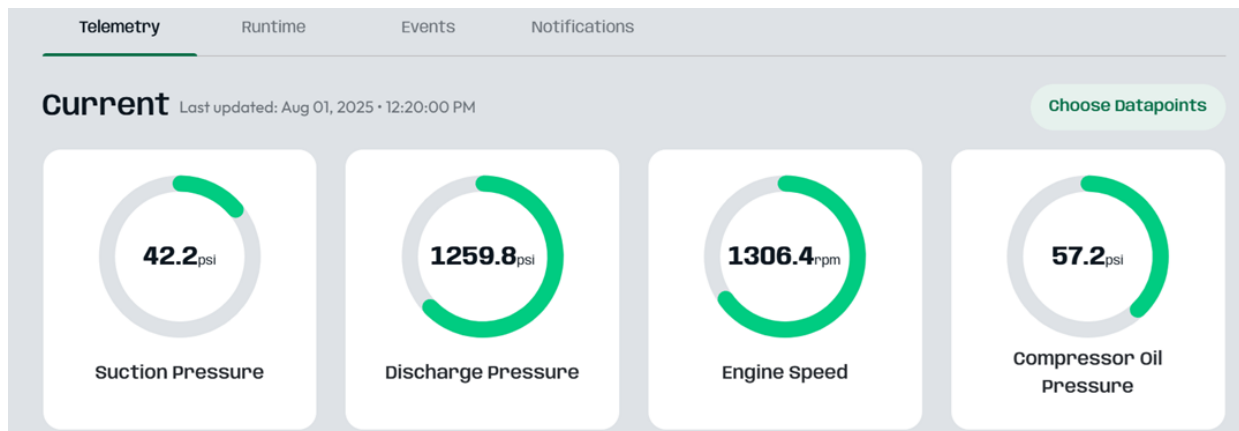 Telemetry Runtime Events Notifications
Current Last updated: Aug 01, 2025 • 12:20:00 PM Choose Datapoints
42.2psi 1259.8psi 1306.4rpm 57.2psi
Suction Pressure Discharge Pressure Engine Speed Compressor Oil
Pressure